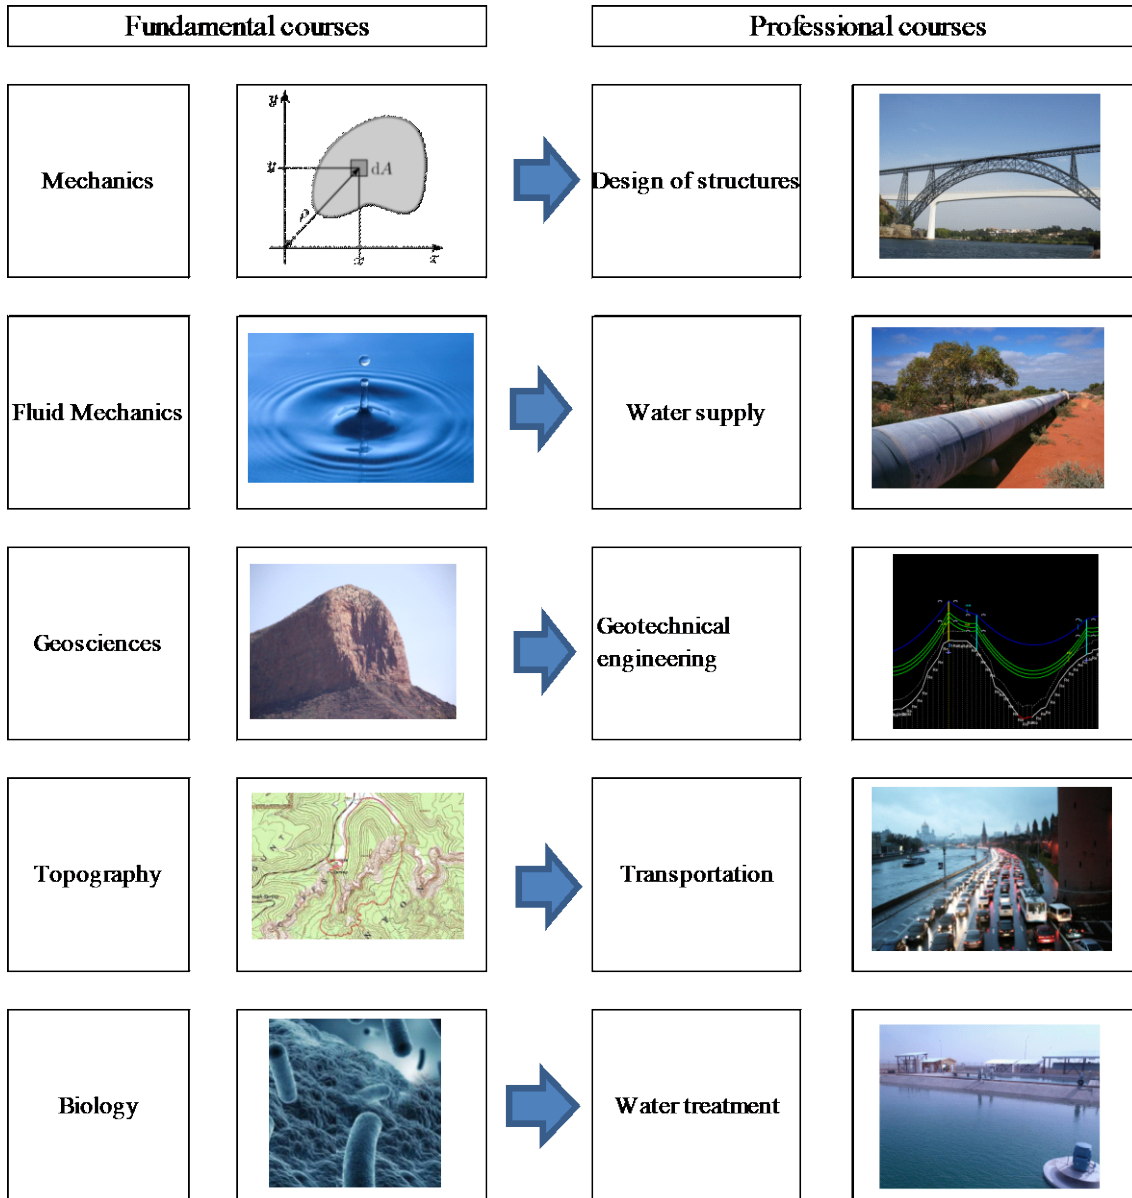 Fundamental courses
Professional courses
Mechanics
y
y
dA
ρ
x
x
Design of structures
Fluid Mechanics
Water supply
Geosciences
Geotechnical
engineering
Topography
Transportation
Biology
Water treatment